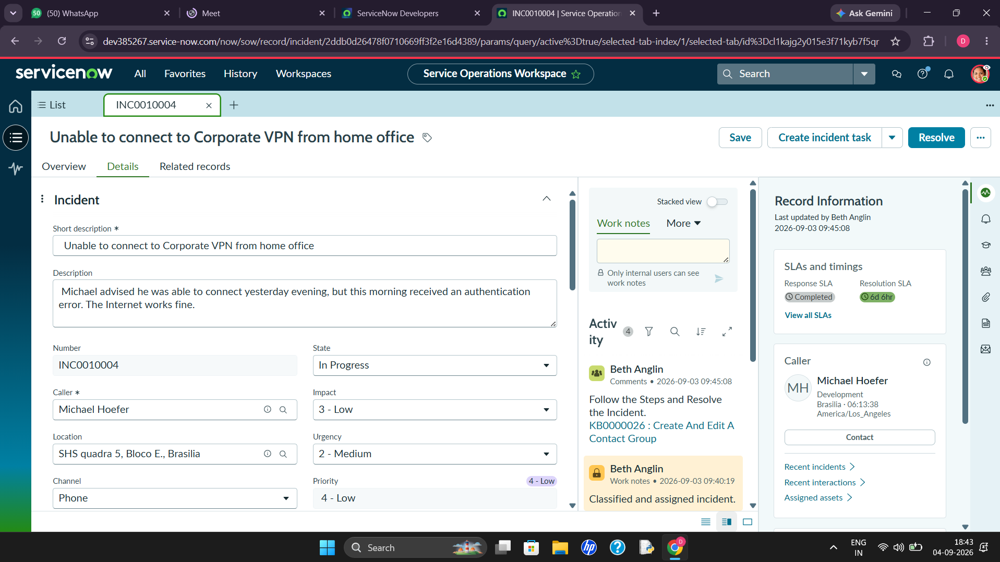 50
(50) WhatsApp
Meet
ServiceNow Developers
INC0010004 | Service Operation
Ask Gemini
dev385267.service-now.com/now/sow/record/incident/2ddb0d26478f0710669ff3f2e16d4389/params/query/active%3Dtrue/selected-tab-index/1/selected-tab/id%3Dcl1kajg2y015e3f71kyb7f5qr
D
servicenow
All
Favorites
History
Workspaces
Service Operations Workspace
Search
List
INC0010004
Unable to connect to Corporate VPN from home office
Save
Create incident task
Resolve
Overview
Details
Related records
Incident
Short description *
Unable to connect to Corporate VPN from home office
Description
Michael advised he was able to connect yesterday evening, but this morning received an authentication
error. The Internet works fine.
Number
INC0010004
State
In Progress
Caller *
Michael Hoefer
Impact
3 - Low
Location
SHS quadra 5, Bloco E., Brasilia
Urgency
2 - Medium
Channel
Phone
Priority
4 - Low
4 - Low
Stacked view
Work notes
More
Only internal users can see
work notes
Activ
ity
4
Beth Anglin
Comments • 2026-09-03 09:45:08
Follow the Steps and Resolve
the Incident.
KB0000026 : Create And Edit A
Contact Group
Beth Anglin
Work notes • 2026-09-03 09:40:19
Classified and assigned incident.
Record Information
Last updated by Beth Anglin
2026-09-03 09:45:08
SLAs and timings
Response SLA
Completed
Resolution SLA
6d 6hr
View all SLAs
Caller
MH
Michael Hoefer
Development
Brasilia · 06:13:38
America/Los_Angeles
Contact
Recent incidents
Recent interactions
Assigned assets
Search
hp
D
ENG
IN
18:43
04-09-2026